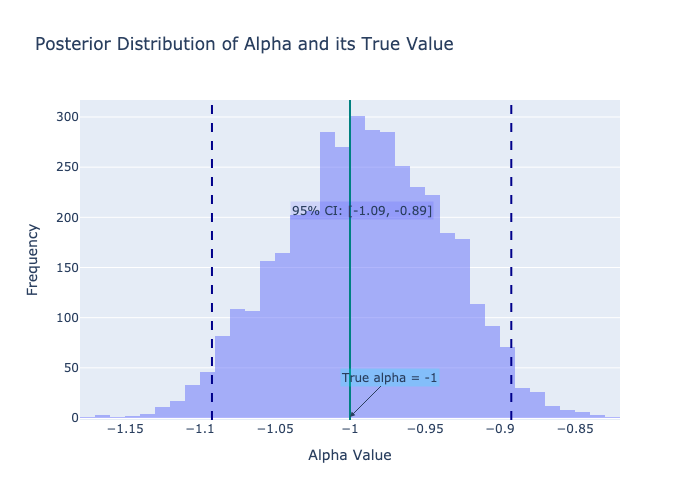 Posterior Distribution of Alpha and its True Value
300
250
200
150
100
50
0
Frequency
95% CI: [-1.09, -0.89]
True alpha = -1
−1.15
−1.1
−1.05
−1
−0.95
−0.9
−0.85
Alpha Value